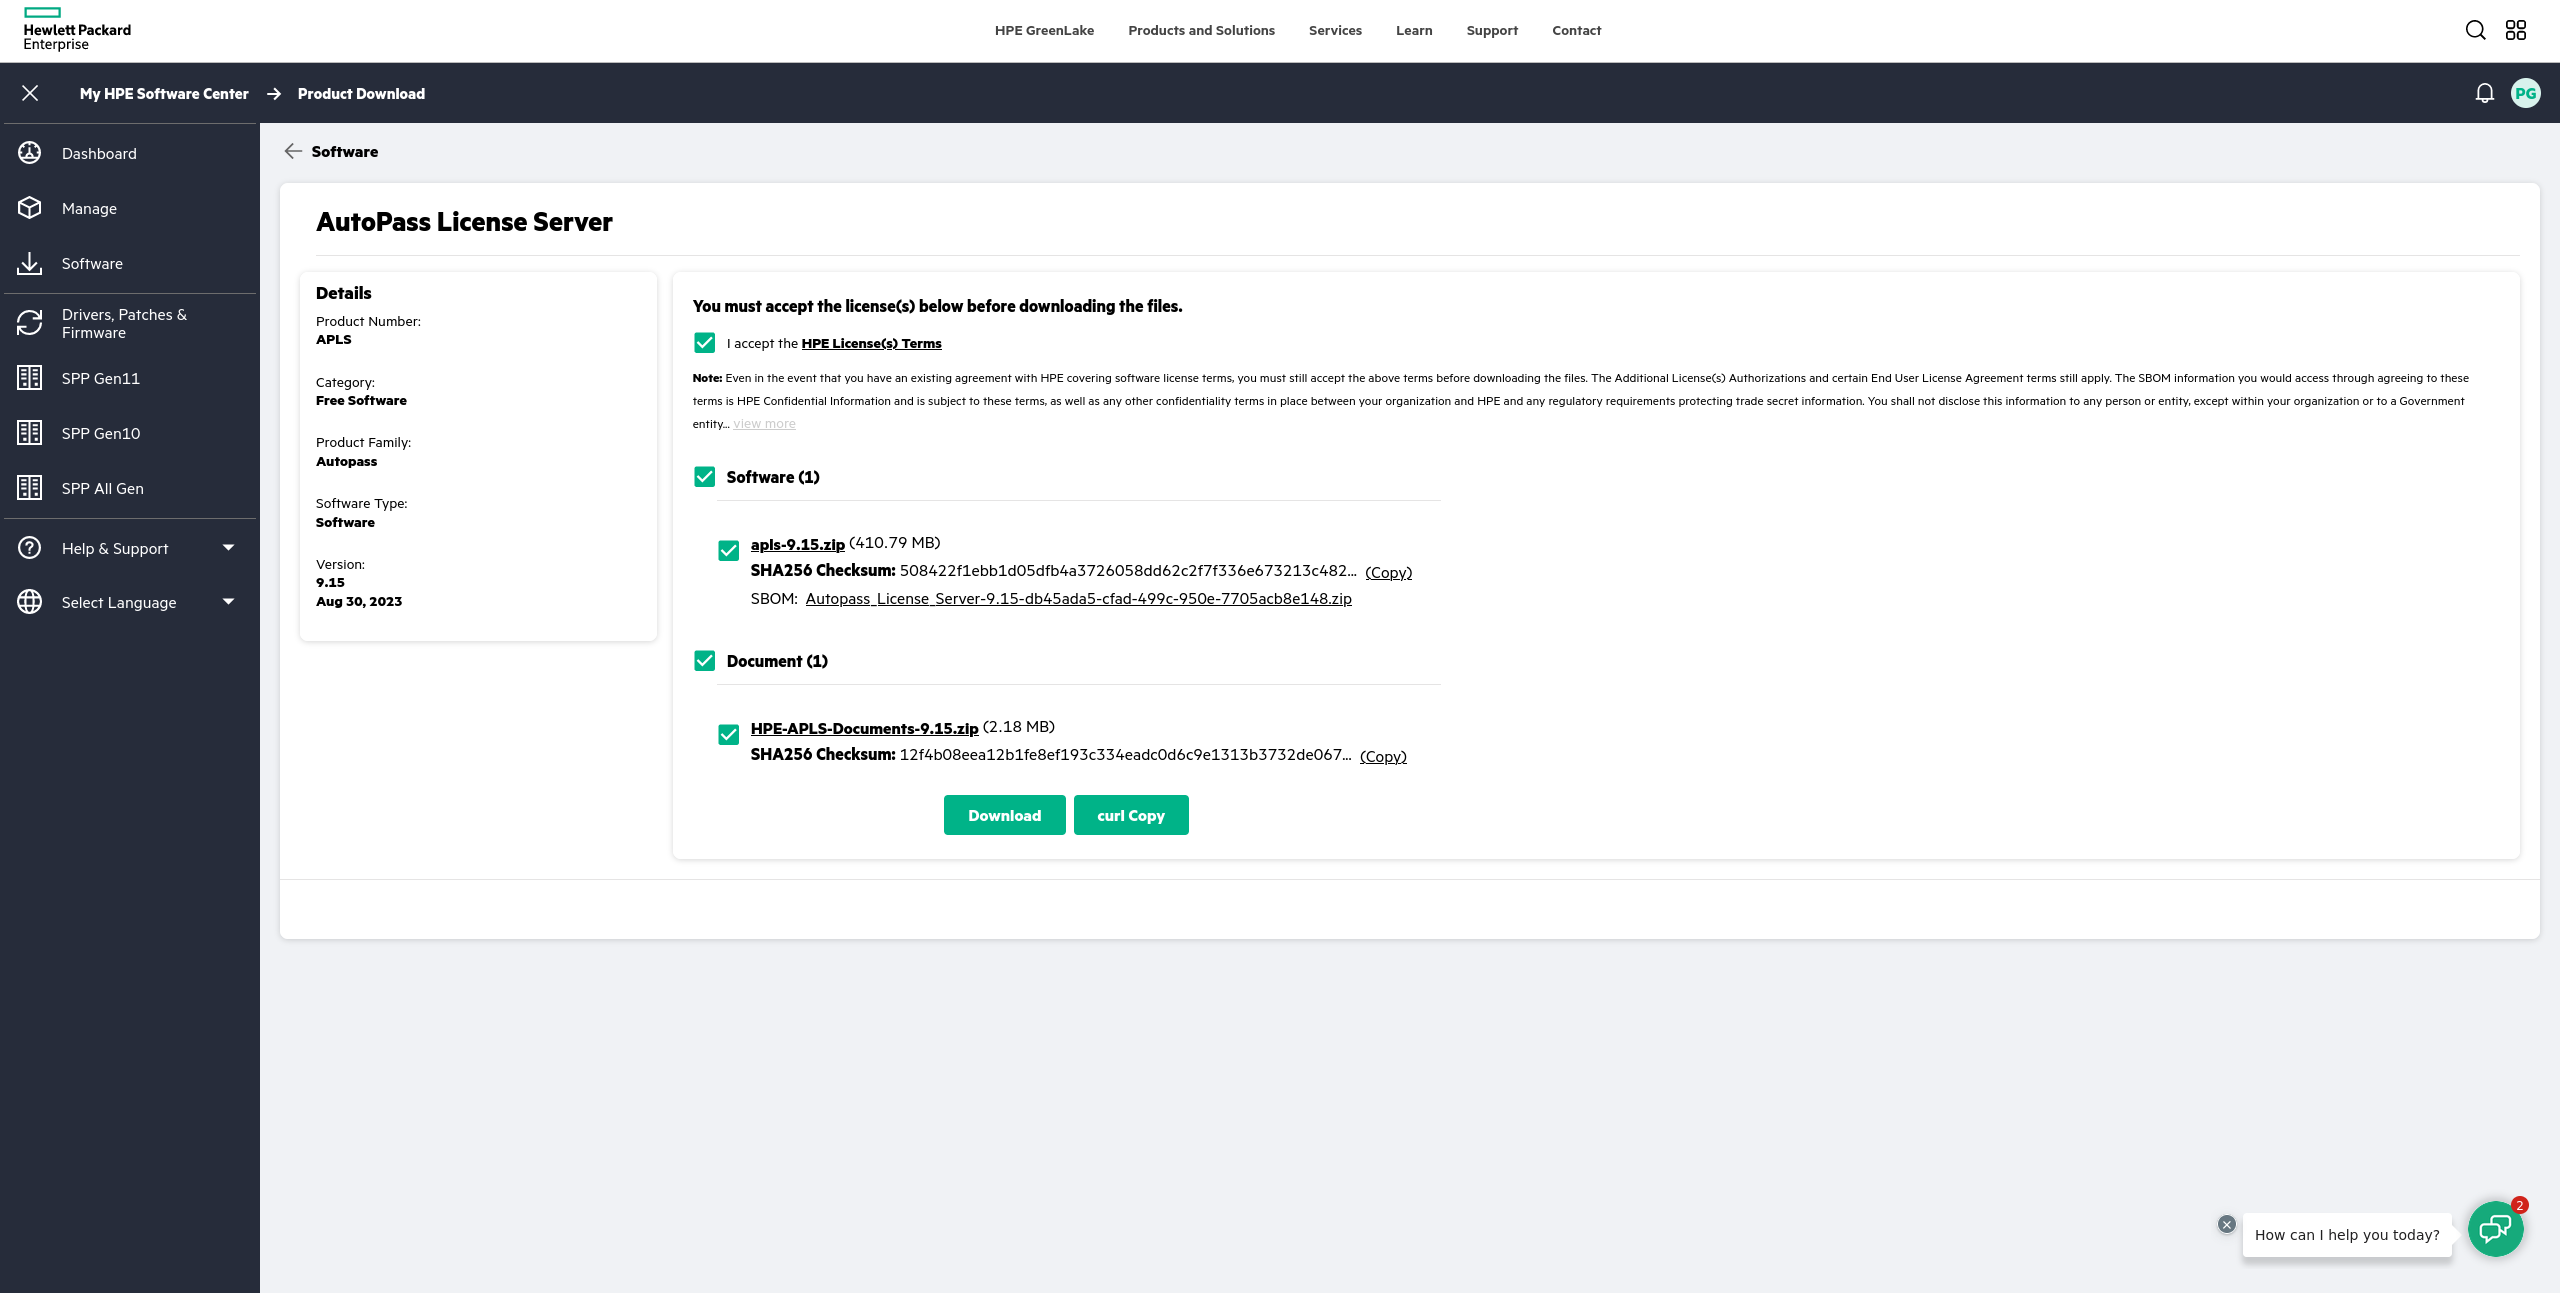 Hewlett Packard
Enterprise
HPE GreenLake
Products and Solutions
Services
Learn
Support
Contact
My HPE Software Center
Product Download
PG
Dashboard
Manage
Software
Drivers, Patches &
Firmware
SPP Gen11
SPP Gen10
SPP All Gen
Help & Support
Select Language
Software
AutoPass License Server
Details
Product Number:
APLS
Category:
Free Software
Product Family:
Autopass
Software Type:
Software
Version:
9.15
Aug 30, 2023
You must accept the license(s) below before downloading the files.
I accept the HPE License(s) Terms
Note: Even in the event that you have an existing agreement with HPE covering software license terms, you must still accept the above terms before downloading the files. The Additional License(s) Authorizations and certain End User License Agreement terms still apply. The SBOM information you would access through agreeing to these
terms is HPE Confidential Information and is subject to these terms, as well as any other confidentiality terms in place between your organization and HPE and any regulatory requirements protecting trade secret information. You shall not disclose this information to any person or entity, except within your organization or to a Government
entity... view more
Software (1)
apls-9.15.zip (410.79 MB)
SHA256 Checksum: 508422f1ebb1d05dfb4a3726058dd62c2f7f336e673213c482... (Copy)
SBOM: Autopass_License_Server-9.15-db45ada5-cfad-499c-950e-7705acb8e148.zip
Document (1)
HPE-APLS-Documents-9.15.zip (2.18 MB)
SHA256 Checksum: 12f4b08eea12b1fe8ef193c334eadc0d6c9e1313b3732de067... (Copy)
Download
curl Copy
How can I help you today?
2